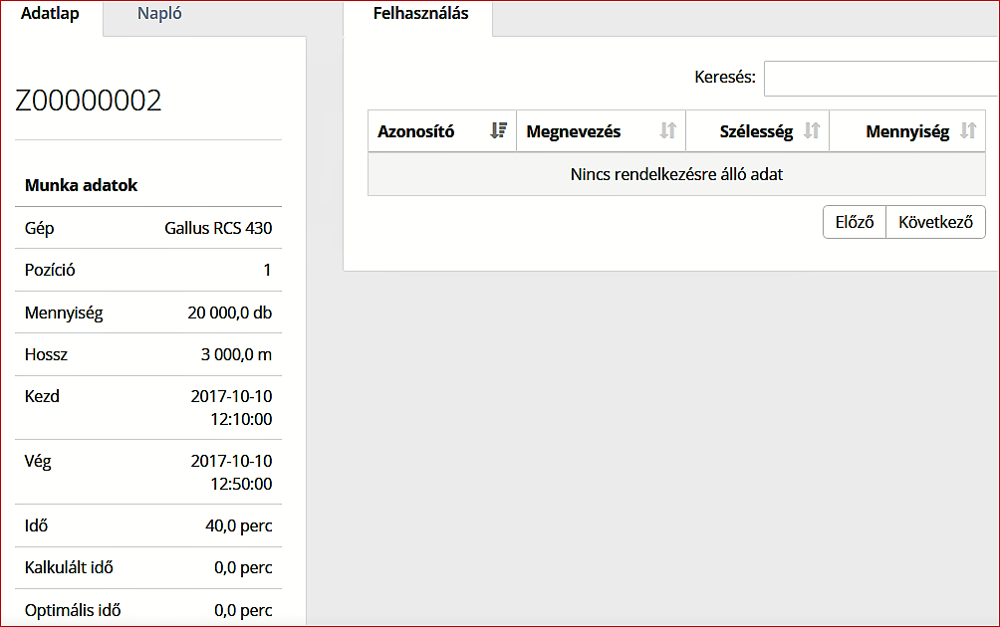 Adatlap
Napló
Z00000002
Munka adatok
Gép Gallus RCS 430
Pozíció 1
Mennyiség 20 000,0 db
Hossz 3 000,0 m
Kezd 2017-10-10
12:10:00
Vég 2017-10-10
12:50:00
Idő 40,0 perc
Kalkulált idő 0,0 perc
Optimális idő 0,0 perc
Felhasználás
Keresés:
Azonosító Megnevezés Szélesség Mennyiség
Nincs rendelkezésre álló adat
Előző Következő